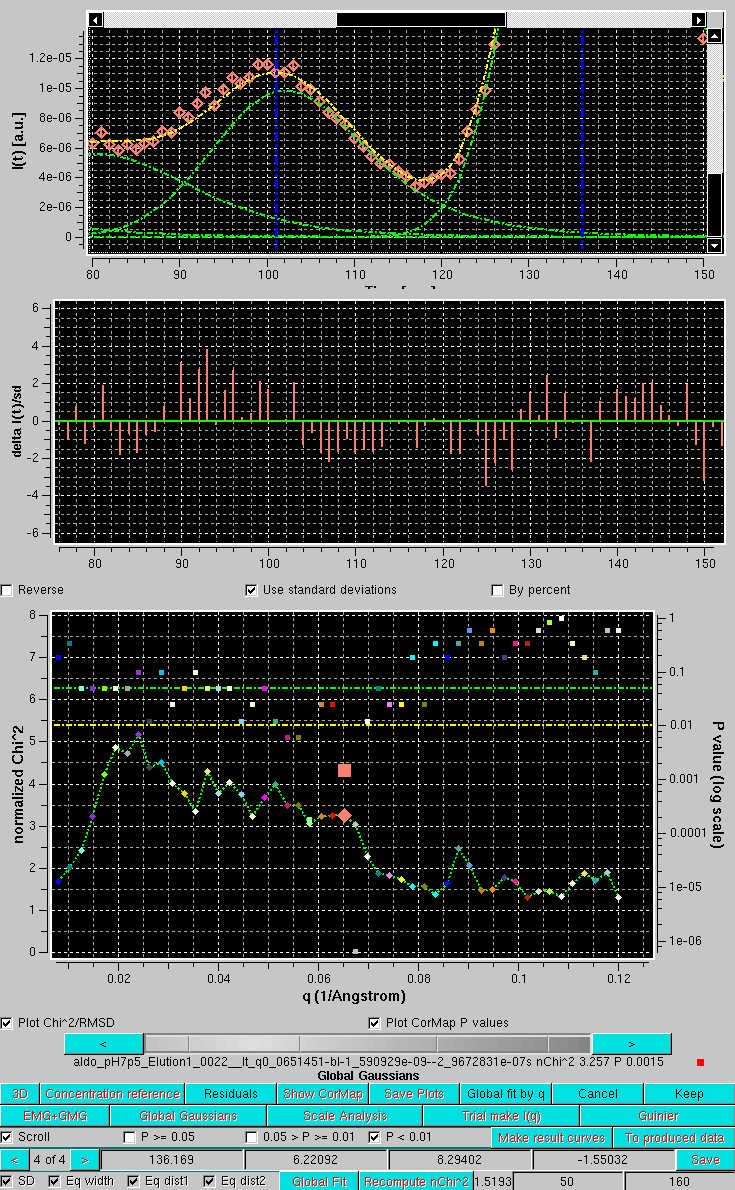 1.2e-05
1e-05
8e-06
6e-06
4e-06
2e-06
0
I(t) [a.u.]
80 90 100 110 120 130 140 150
6
4
2
0
-2
-4
-6
delta I(t)/sd
80 90 100 110 120 130 140 150
Reverse Use standard deviations By percent
8
7
6
5
4
3
2
1
0
normalized Chi^2
1
0.1
0.01
0.001
0.0001
1e-05
1e-06
P value (log scale)
0.02 0.04 0.06 0.08 0.1 0.12
q (1/Angstrom)
Plot Chi^2/RMSD Plot CorMap P values
< >
aldo_pH7p5_Elution1_0022__It_q0_0651451-bl-1_590929e-09--2_9672831e-07s nChi^2 3.257 P 0.0015
Global Gaussians
3D Concentration reference Residuals Show CorMap Save Plots Global fit by q Cancel Keep
EMG+GMG Global Gaussians Scale Analysis Trial make I(q) Guinier
Scroll P >= 0.05 0.05 > P >= 0.01 P < 0.01 Make result curves To produced data
< 4 of 4 > 136.169 6.22092 8.29402 -1.55032 Save
SD Eq width Eq dist1 Eq dist2 Global Fit Recompute nChi^2 1.5193 50 160